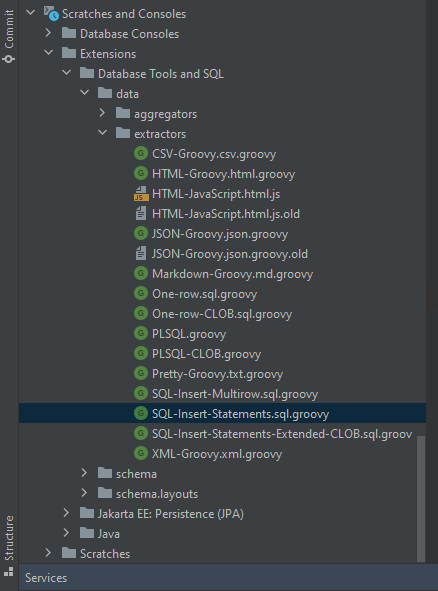 Commit
Scratches and Consoles
Database Consoles
Extensions
Database Tools and SQL
data
aggregators
extractors
CSV-Groovy.csv.groovy
HTML-Groovy.html.groovy
HTML-JavaScript.html.js
HTML-JavaScript.html.js.old
JSON-Groovy.json.groovy
JSON-Groovy.json.groovy.old
Markdown-Groovy.md.groovy
One-row.sql.groovy
One-row-CLOB.sql.groovy
PLSQL.groovy
PLSQL-CLOB.groovy
Pretty-Groovy.txt.groovy
SQL-Insert-Multirow.sql.groovy
SQL-Insert-Statements.sql.groovy
SQL-Insert-Statements-Extended-CLOB.sql.groov
XML-Groovy.xml.groovy
schema
schema.layouts
Jakarta EE: Persistence (JPA)
Java
Scratches
Structure
Services